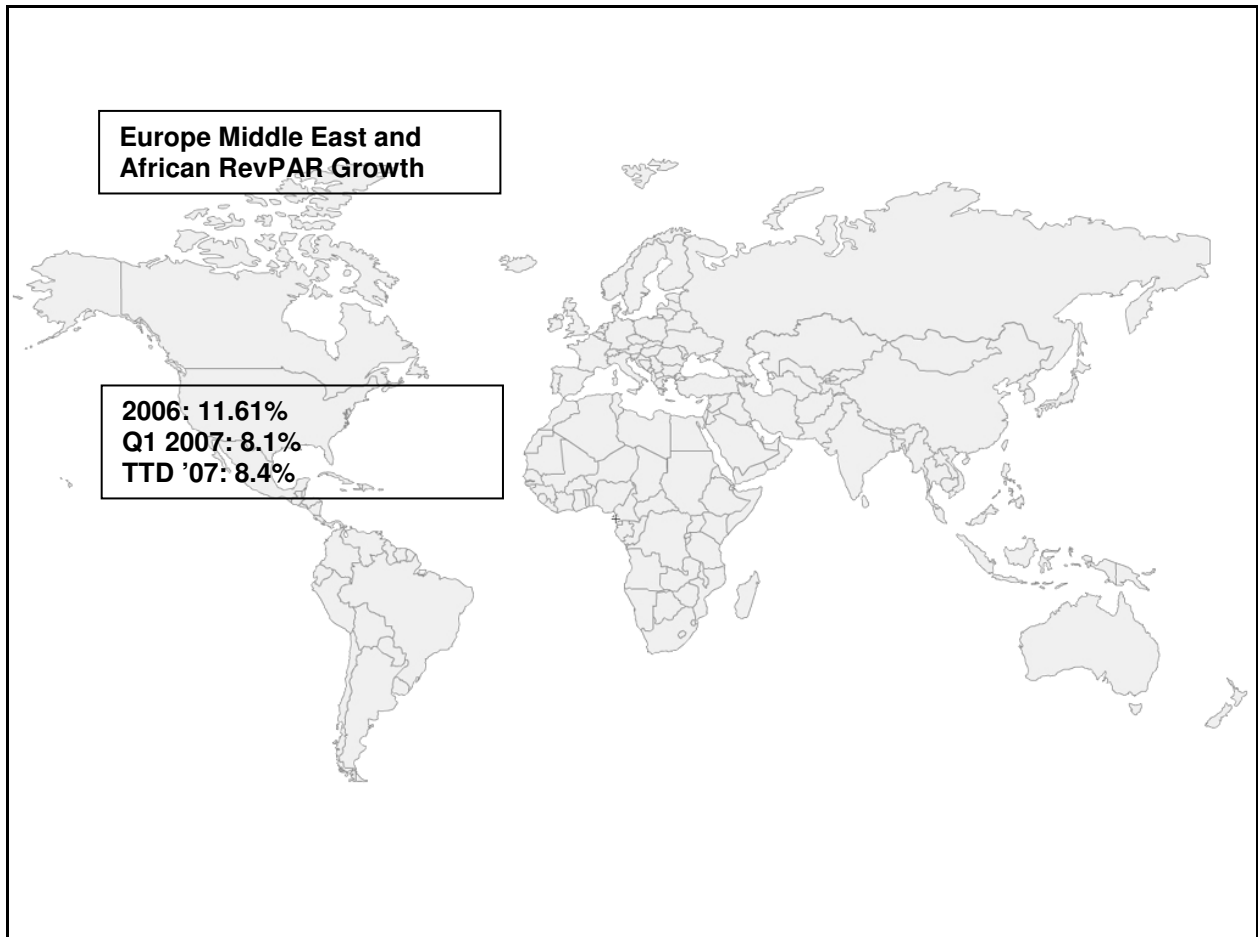 Europe Middle East and
African RevPAR Growth
2006: 11.61%
Q1 2007: 8.1%
TTD ’07: 8.4%